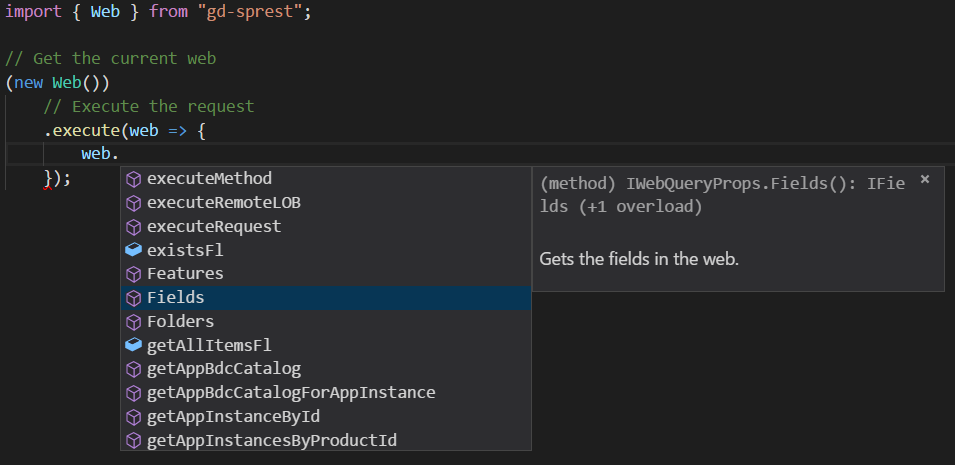 import { Web } from "gd-sprest";
// Get the current web
(new Web())
// Execute the request
.execute(web => {
web.
});
executeMethod
executeRemoteLOB
executeRequest
existsFl
Features
Fields
Folders
getAllItemsFl
getAppBdcCatalog
getAppBdcCatalogForAppInstance
getAppInstanceById
getAppInstancesByProductId
(method) IWebQueryProps.Fields(): IFie
lds (+1 overload)
×
Gets the fields in the web.